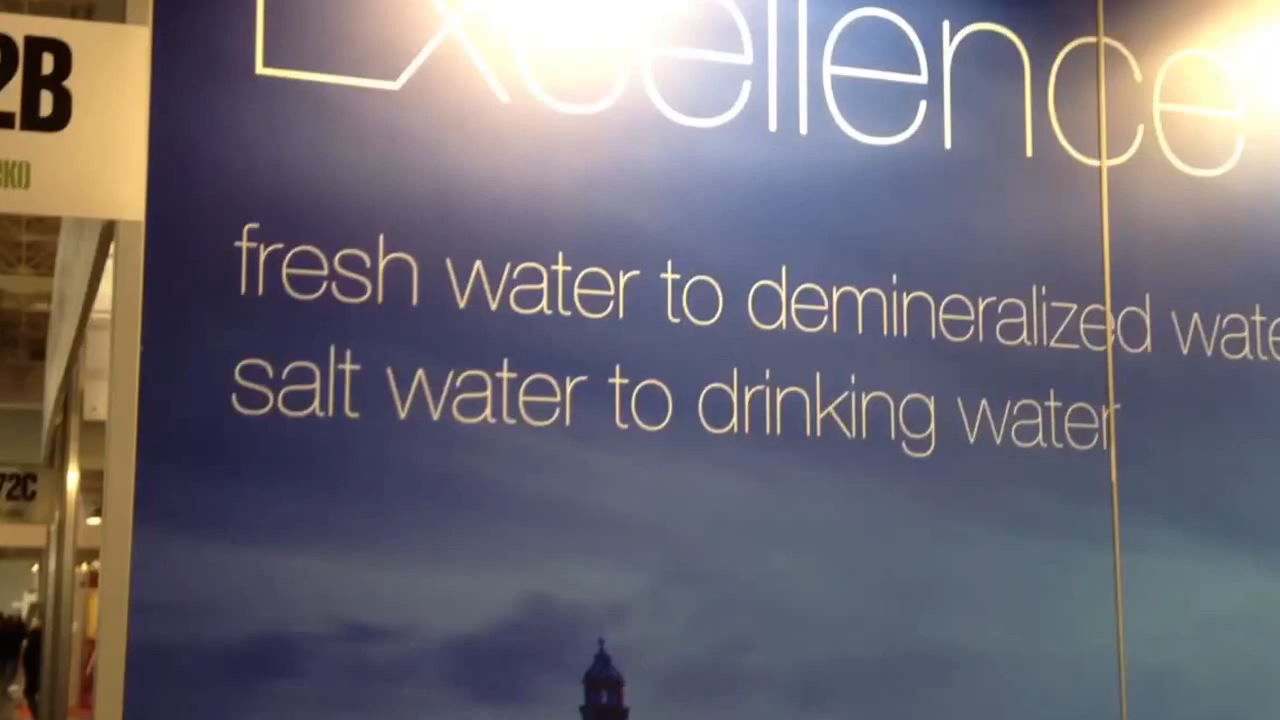 Excellence
fresh water to demineralized wate
salt water to drinking water
2B
72C